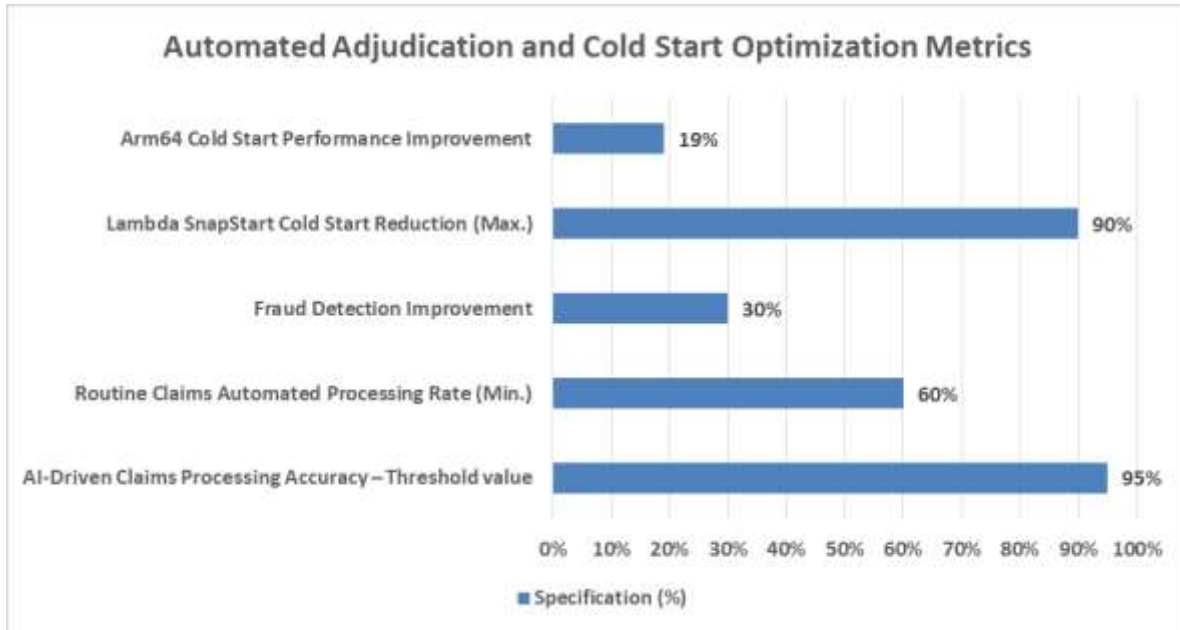 Automated Adjudication and Cold Start Optimization Metrics
Arm64 Cold Start Performance Improvement
19%
Lambda SnapStart Cold Start Reduction (Max.)
90%
Fraud Detection Improvement
30%
Routine Claims Automated Processing Rate (Min.)
60%
AI-Driven Claims Processing Accuracy – Threshold value
95%
0% 10% 20% 30% 40% 50% 60% 70% 80% 90% 100%
Specification (%)